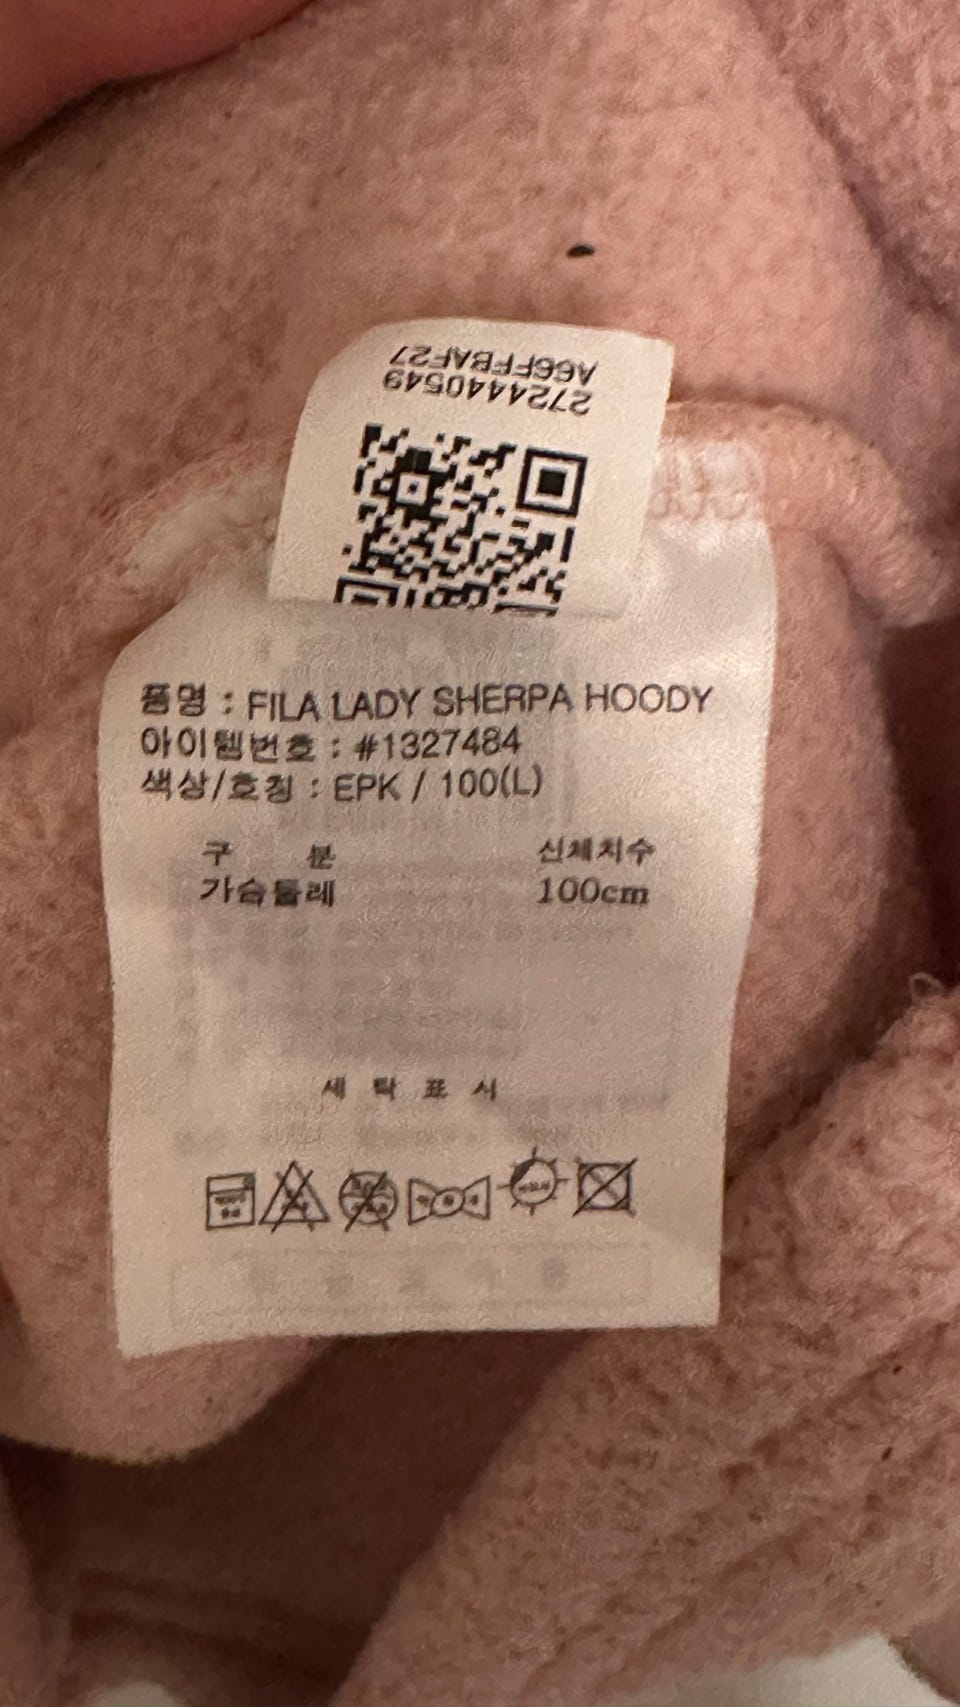 A66FFBAF27
2724440549
품명 : FILA LADY SHERPA HOODY
아이템번호 : #1327484
색상/호칭 : EPK / 100(L)
구 분 신체치수
가슴둘레 100cm
세 탁 표 시